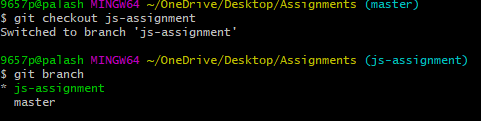 9657p@palash MINGW64 ~/OneDrive/Desktop/Assignments (master)
$ git checkout js-assignment
Switched to branch 'js-assignment'
9657p@palash MINGW64 ~/OneDrive/Desktop/Assignments (js-assignment)
$ git branch
* js-assignment
master